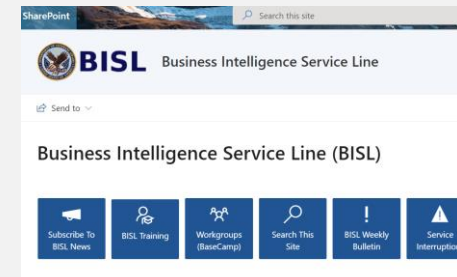 SharePoint
Search this site
BISL Business Intelligence Service Line
Send to
Business Intelligence Service Line (BISL)
Subscribe To
BISL News
BISL Training
Workgroups
(BaseCamp)
Search This
Site
BISL Weekly
Bulletin
Service
Interruption